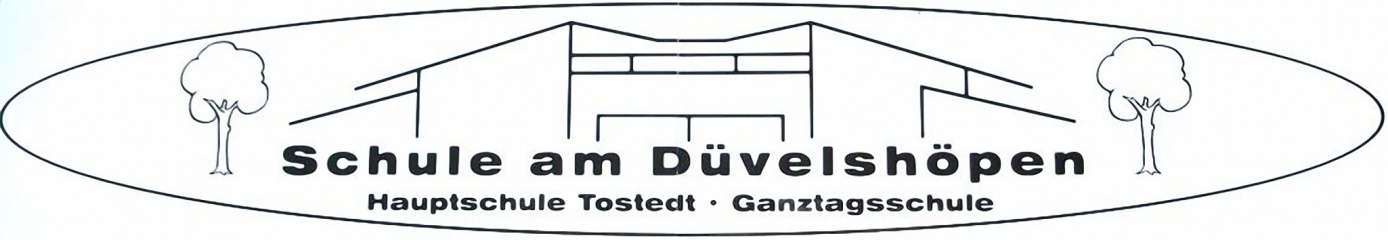 Schule am Düvelshöpen
Hauptschule Tostedt · Ganztagsschule